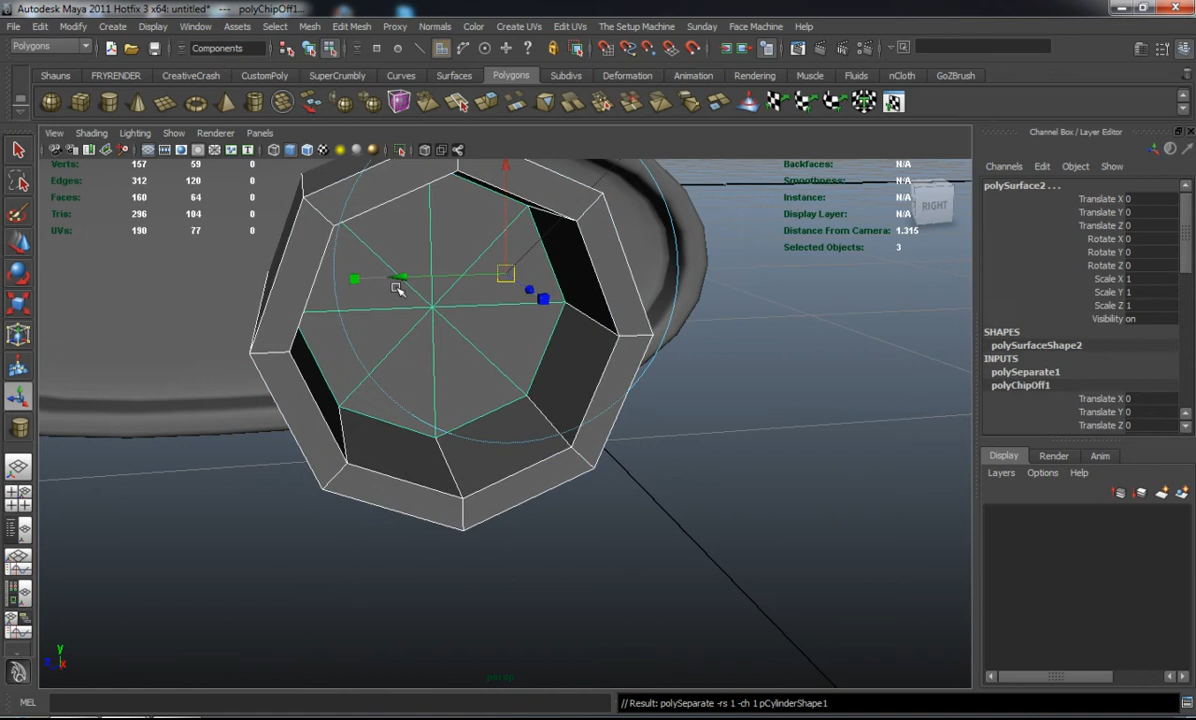 Autodesk Maya 2011 Hotfix 3 x64: untitled* --- polyChipOff1...
File Edit Modify Create Display Window Assets Select Mesh Edit Mesh Proxy Normals Color Create UVs Edit UVs The Setup Machine Sunday Face Machine Help
Polygons Components
Shauns FRYRENDER CreativeCrash CustomPoly SuperCrumbly Curves Surfaces Polygons Subdivs Deformation Animation Rendering Muscle Fluids nCloth GoZBrush
View Shading Lighting Show Renderer Panels
Channel Box / Layer Editor
Verts: 157 59 0
Edges: 312 120 0
Faces: 160 64 0
Tris: 296 104 0
UVs: 190 77 0
Backfaces: N/A
Smoothness: N/A
Instance: N/A
Display Layer: N/A
Distance From Camera: 1.315
Selected Objects: 3
RIGHT
Channels Edit Object Show
polySurface2 . . .
Translate X 0
Translate Y 0
Translate Z 0
Rotate X 0
Rotate Y 0
Rotate Z 0
Scale X 1
Scale Y 1
Scale Z 1
Visibility on
SHAPES
polySurfaceShape2
INPUTS
polySeparate1
polyChipOff1
Translate X 0
Translate Y 0
Translate Z 0
Display Render Anim
Layers Options Help
y
z x
persp
MEL // Result: polySeparate -rs 1 -ch 1 pCylinderShape1